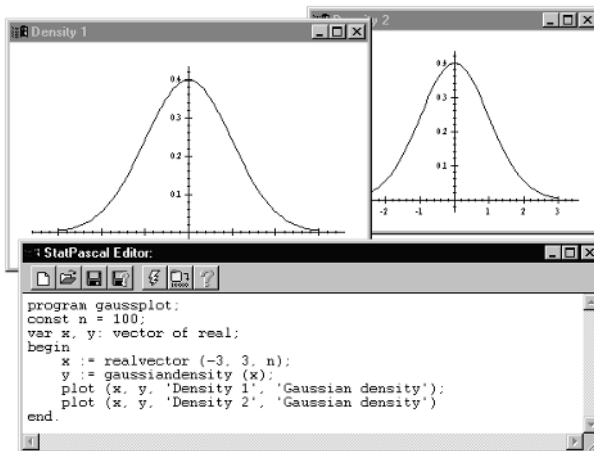 Density 1
2
0.4
0.3
0.2
0.1
0.4
0.3
0.2
0.1
-2 -1 1 2 3
StatPascal Editor:
program gaussplot;
const n = 100;
var x, y: vector of real;
begin
x := realvector (-3, 3, n);
y := gaussiandensity (x);
plot (x, y, 'Density 1', 'Gaussian density');
plot (x, y, 'Density 2', 'Gaussian density')
end.